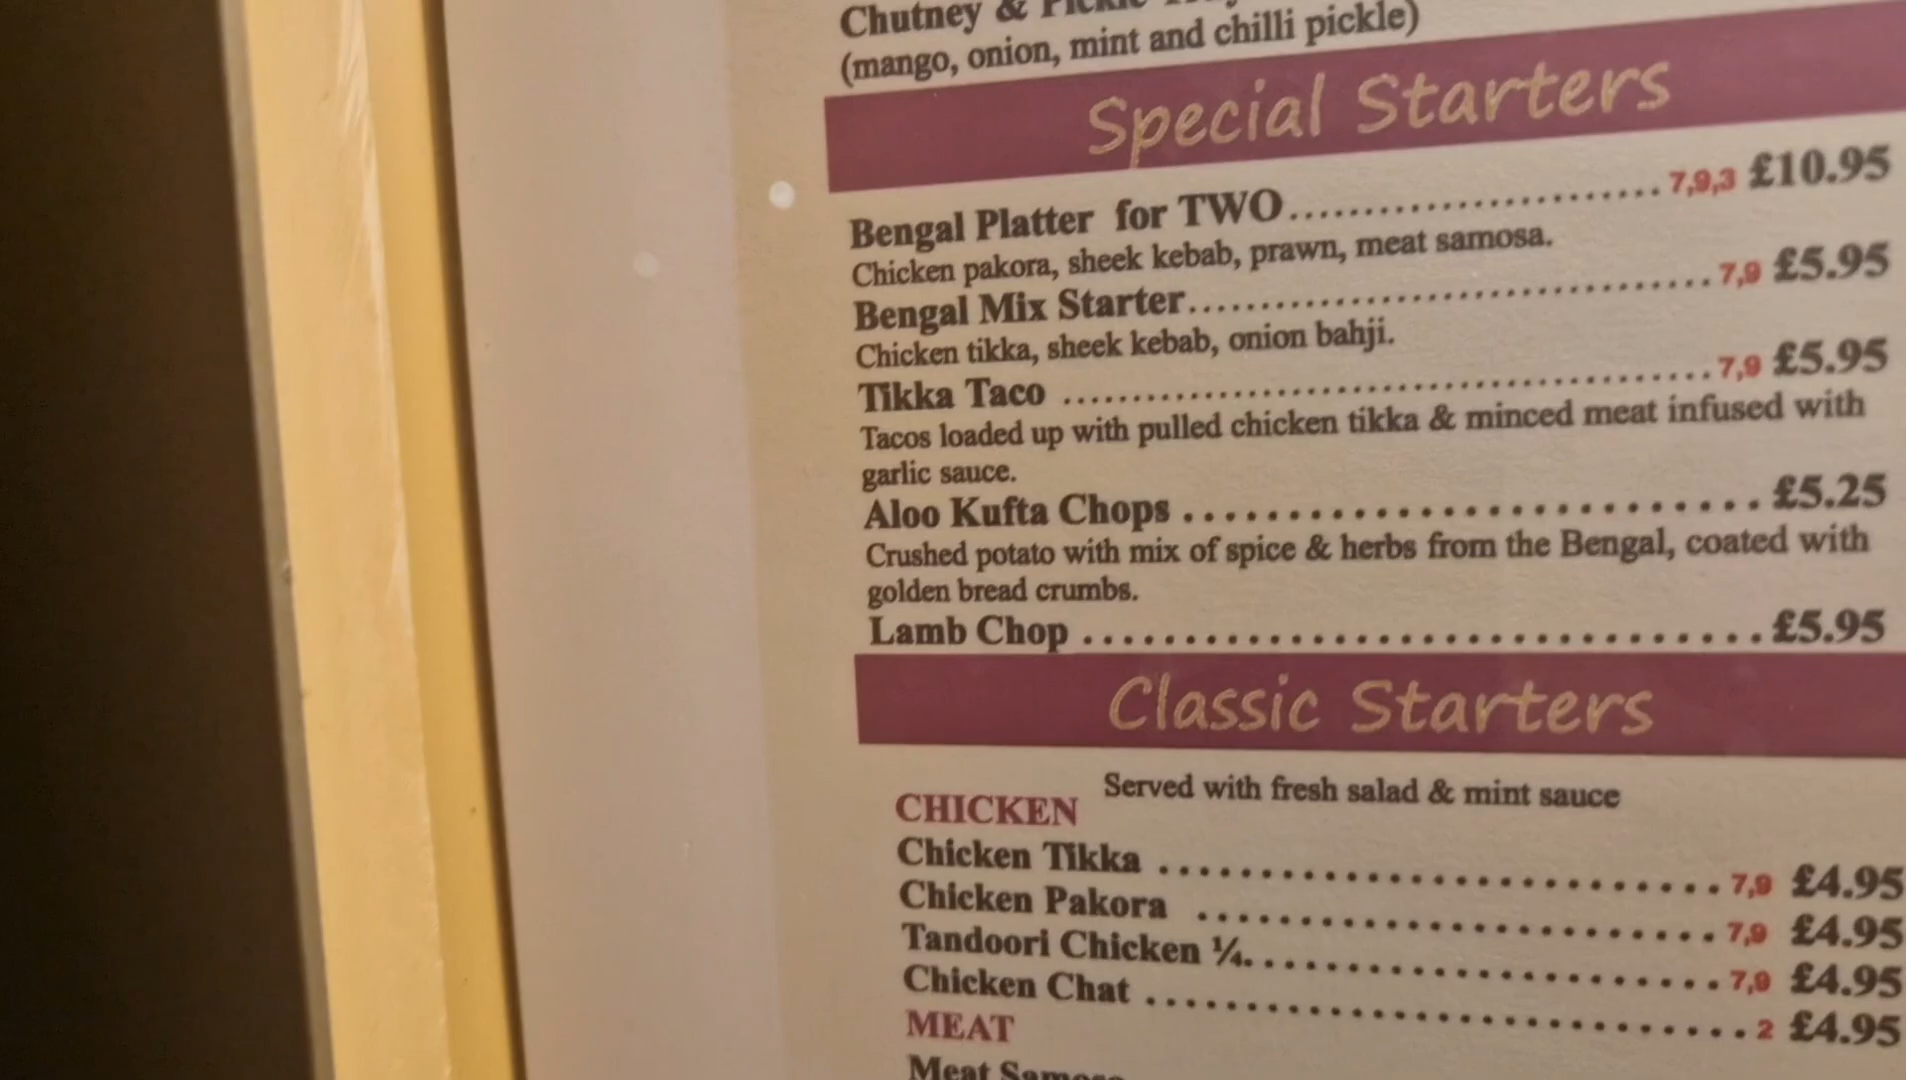 Chutney &
(mango, onion, mint and chilli pickle)
Special Starters
Bengal Platter for TWO.......................... 7,9,3 £10.95
Chicken pakora, sheek kebab, prawn, meat samosa.
Bengal Mix Starter.................................... 7,9 £5.95
Chicken tikka, sheek kebab, onion bahji.
Tikka Taco ............................................. 7,9 £5.95
Tacos loaded up with pulled chicken tikka & minced meat infused with
garlic sauce.
Aloo Kufta Chops ........................... £5.25
Crushed potato with mix of spice & herbs from the Bengal, coated with
golden bread crumbs.
Lamb Chop ................................ £5.95
Classic Starters
Served with fresh salad & mint sauce
CHICKEN
Chicken Tikka ........................... 7,9 £4.95
Chicken Pakora ......................... 7,9 £4.95
Tandoori Chicken ¼....................... 7,9 £4.95
Chicken Chat ............................ 2 £4.95
MEAT
Meat Samosa